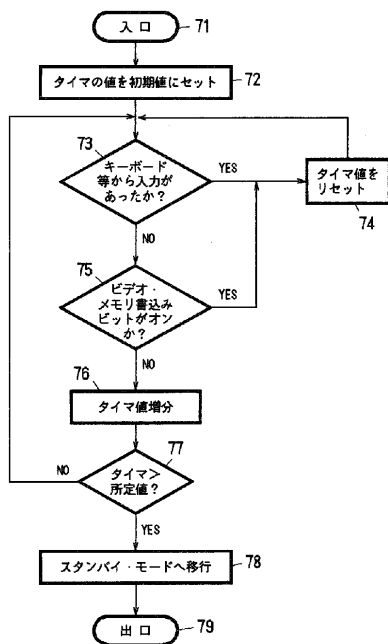 入口
71
タイマの値を初期値にセット
72
73
キーボード
等から入力が
あったか?
YES
タイマ値を
リセット
74
NO
75
ビデオ・
メモリ書込み
ビットがオン
か?
YES
NO
76
タイマ値増分
77
タイマ>
所定値?
NO
YES
スタンバイ・モードへ移行
78
出口
79